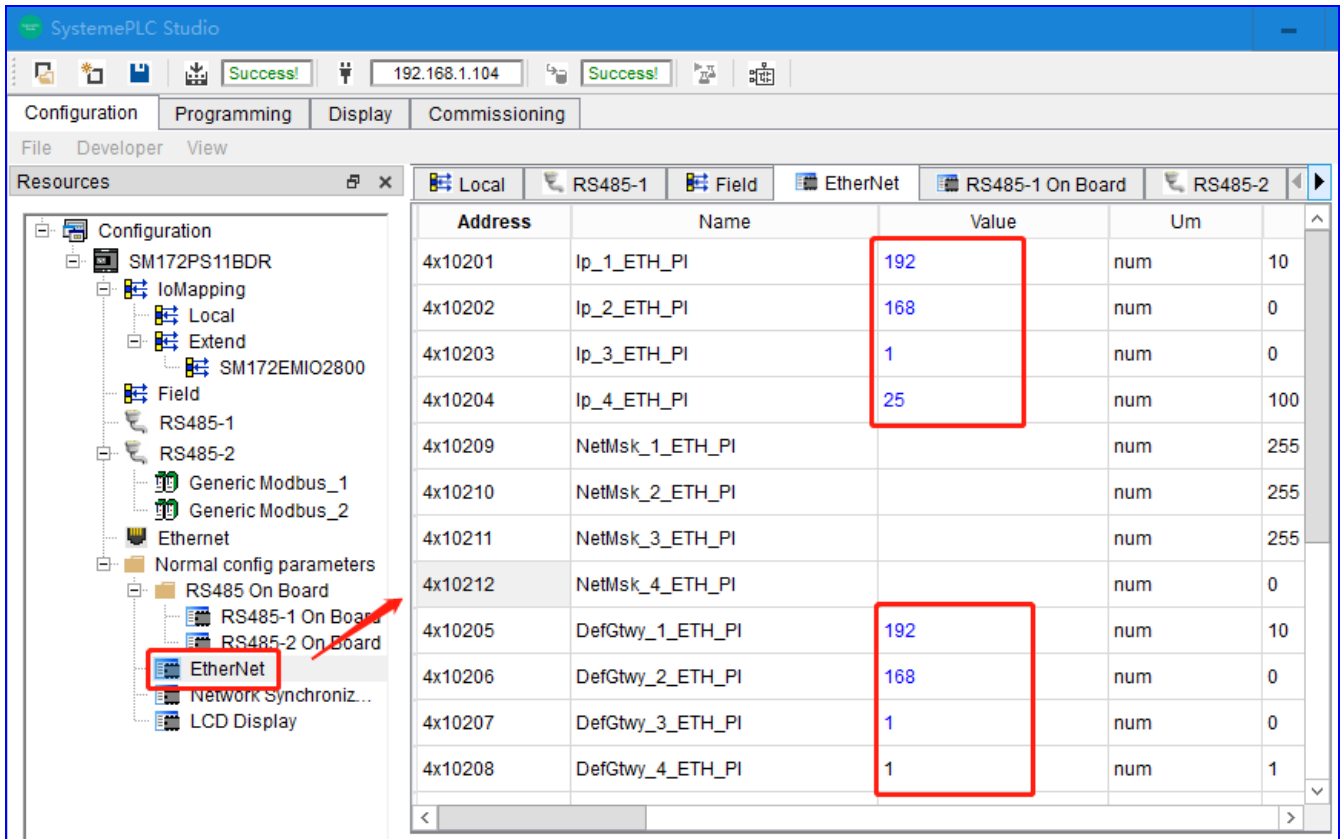 SystemePLC Studio
Success! 192.168.1.104 Success!
Configuration Programming Display Commissioning
File Developer View
Resources
Configuration
SM172PS11BDR
IoMapping
Local
Extend
SM172EMIO2800
Field
RS485-1
RS485-2
Generic Modbus_1
Generic Modbus_2
Ethernet
Normal config parameters
RS485 On Board
RS485-1 On Board
RS485-2 On Board
EtherNet
Network Synchroniz...
LCD Display
Local RS485-1 Field EtherNet RS485-1 On Board RS485-2
Address Name Value Um
4x10201 Ip_1_ETH_PI 192 num 10
4x10202 Ip_2_ETH_PI 168 num 0
4x10203 Ip_3_ETH_PI 1 num 0
4x10204 Ip_4_ETH_PI 25 num 100
4x10209 NetMsk_1_ETH_PI num 255
4x10210 NetMsk_2_ETH_PI num 255
4x10211 NetMsk_3_ETH_PI num 255
4x10212 NetMsk_4_ETH_PI num 0
4x10205 DefGtwy_1_ETH_PI 192 num 10
4x10206 DefGtwy_2_ETH_PI 168 num 0
4x10207 DefGtwy_3_ETH_PI 1 num 0
4x10208 DefGtwy_4_ETH_PI 1 num 1